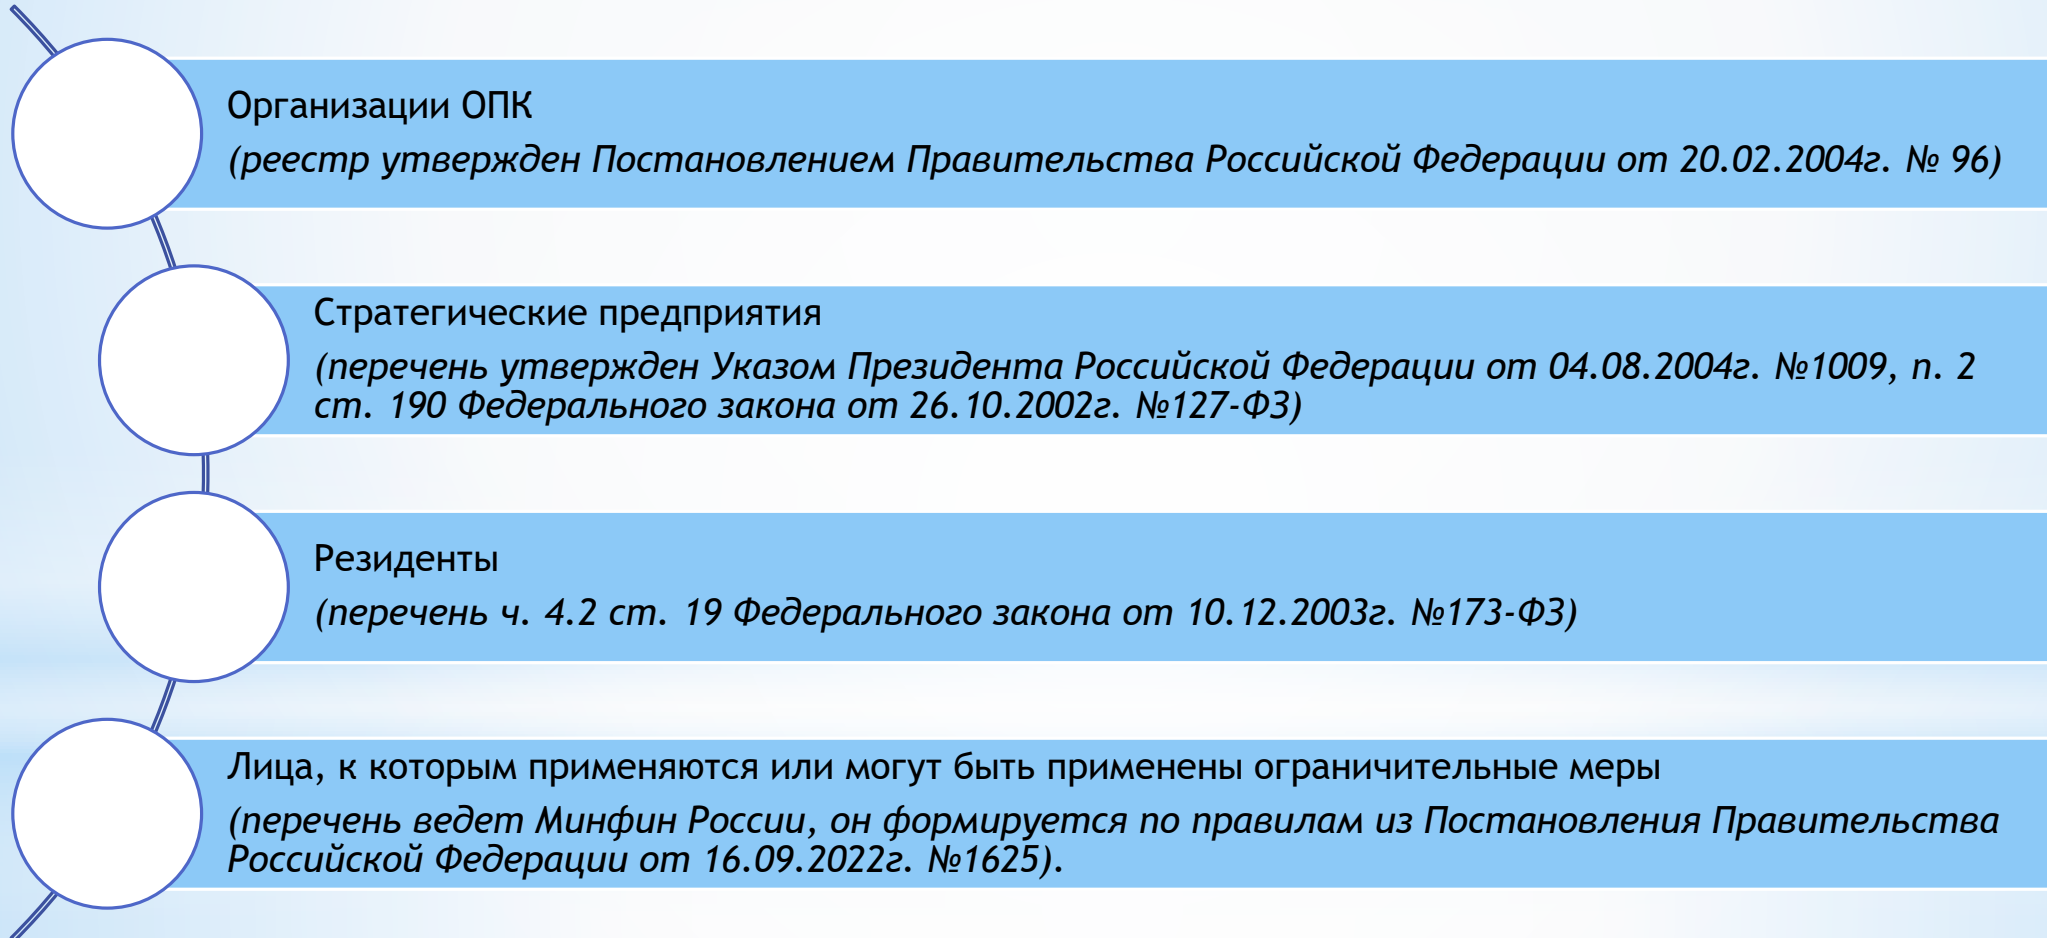 Организации ОПК
(реестр утвержден Постановлением Правительства Российской Федерации от 20.02.2004г. № 96)
Стратегические предприятия
(перечень утвержден Указом Президента Российской Федерации от 04.08.2004г. №1009, п. 2
ст. 190 Федерального закона от 26.10.2002г. №127-ФЗ)
Резиденты
(перечень ч. 4.2 ст. 19 Федерального закона от 10.12.2003г. №173-ФЗ)
Лица, к которым применяются или могут быть применены ограничительные меры
(перечень ведет Минфин России, он формируется по правилам из Постановления Правительства
Российской Федерации от 16.09.2022г. №1625).